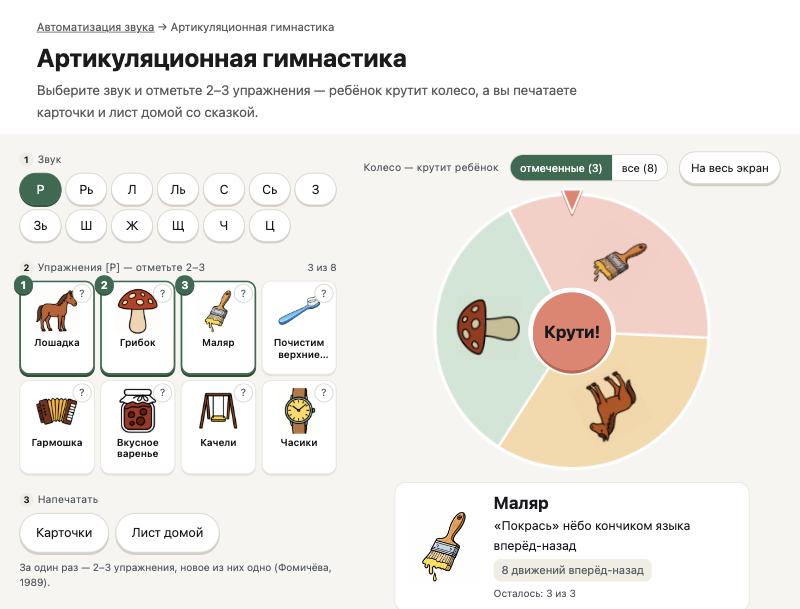 Автоматизация звука → Артикуляционная гимнастика
Артикуляционная гимнастика
Выберите звук и отметьте 2–3 упражнения — ребёнок крутит колесо, а вы печатаете
карточки и лист домой со сказкой.
1 Звук
Р Рь Л Ль С Сь З
Зь Ш Ж Щ Ч Ц
2 Упражнения [Р] — отметьте 2–3 3 из 8
1 ? 2 ? 3 ? ?
Лошадка Грибок Маляр Почистим
верхние...
? ? ? ?
Гармошка Вкусное Качели Часики
варенье
3 Напечатать
Карточки Лист домой
За один раз — 2–3 упражнения, новое из них одно (Фомичёва,
1989).
Колесо — крутит ребёнок отмеченные (3) все (8) На весь экран
Крути!
Маляр
«Покрась» нёбо кончиком языка
вперёд-назад
8 движений вперёд-назад
Осталось: 3 из 3